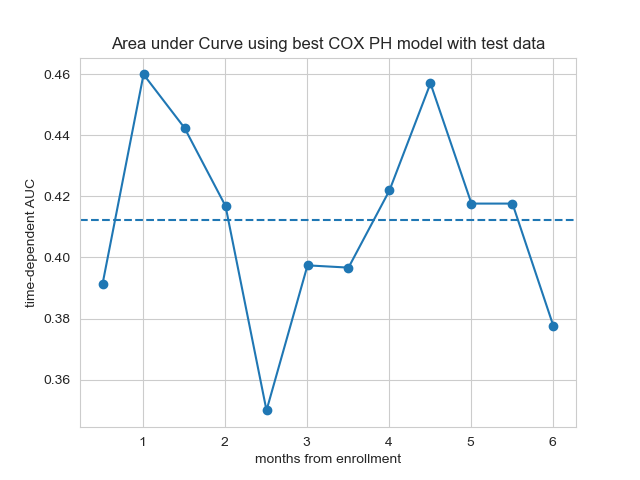 Area under Curve using best COX PH model with test data
time-dependent AUC
0.46
0.44
0.42
0.40
0.38
0.36
1 2 3 4 5 6
months from enrollment